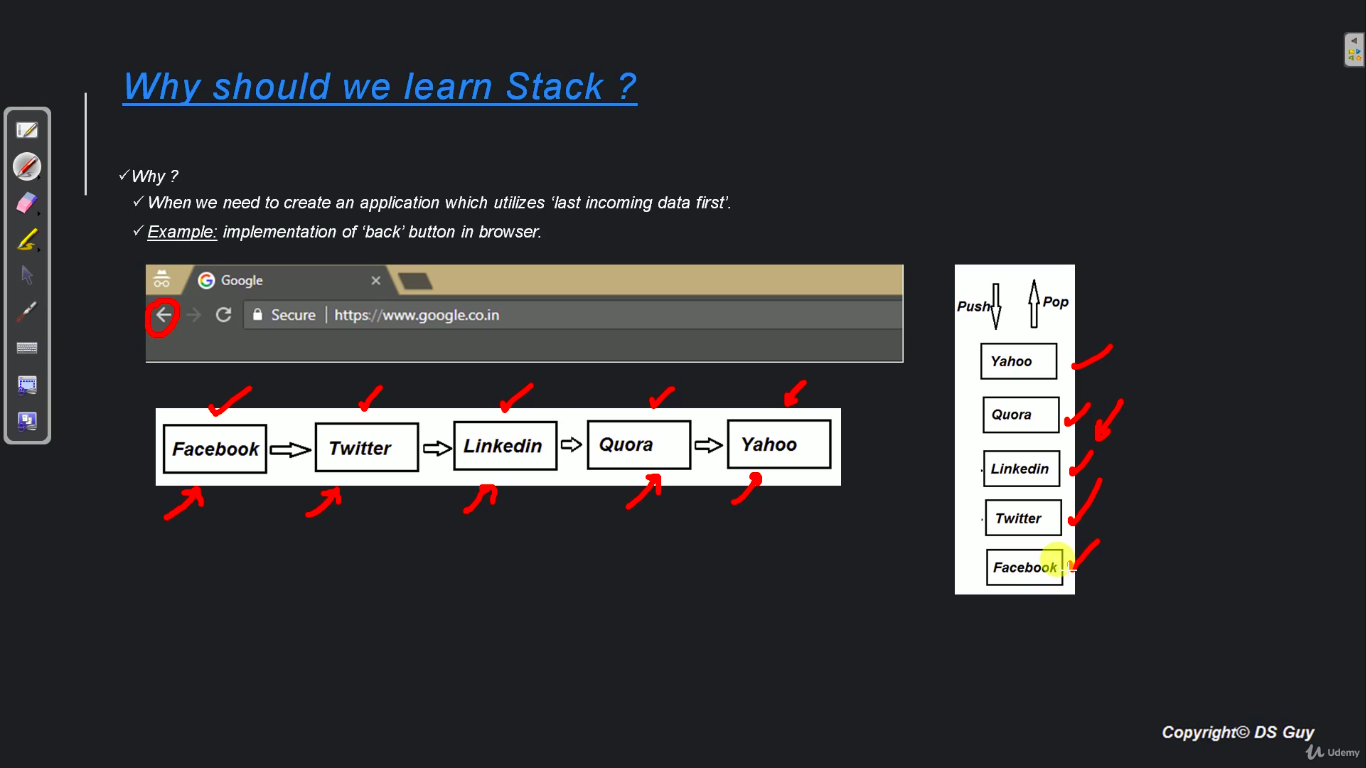 Why should we learn Stack ?
✓Why ?
✓ When we need to create an application which utilizes ‘last incoming data first’.
✓ Example: implementation of ‘back’ button in browser.
Google
Secure | https://www.google.co.in
Facebook
Twitter
Linkedin
Quora
Yahoo
Push
Pop
Yahoo
Quora
Linkedin
Twitter
Facebook
Copyright© DS Guy
Udemy